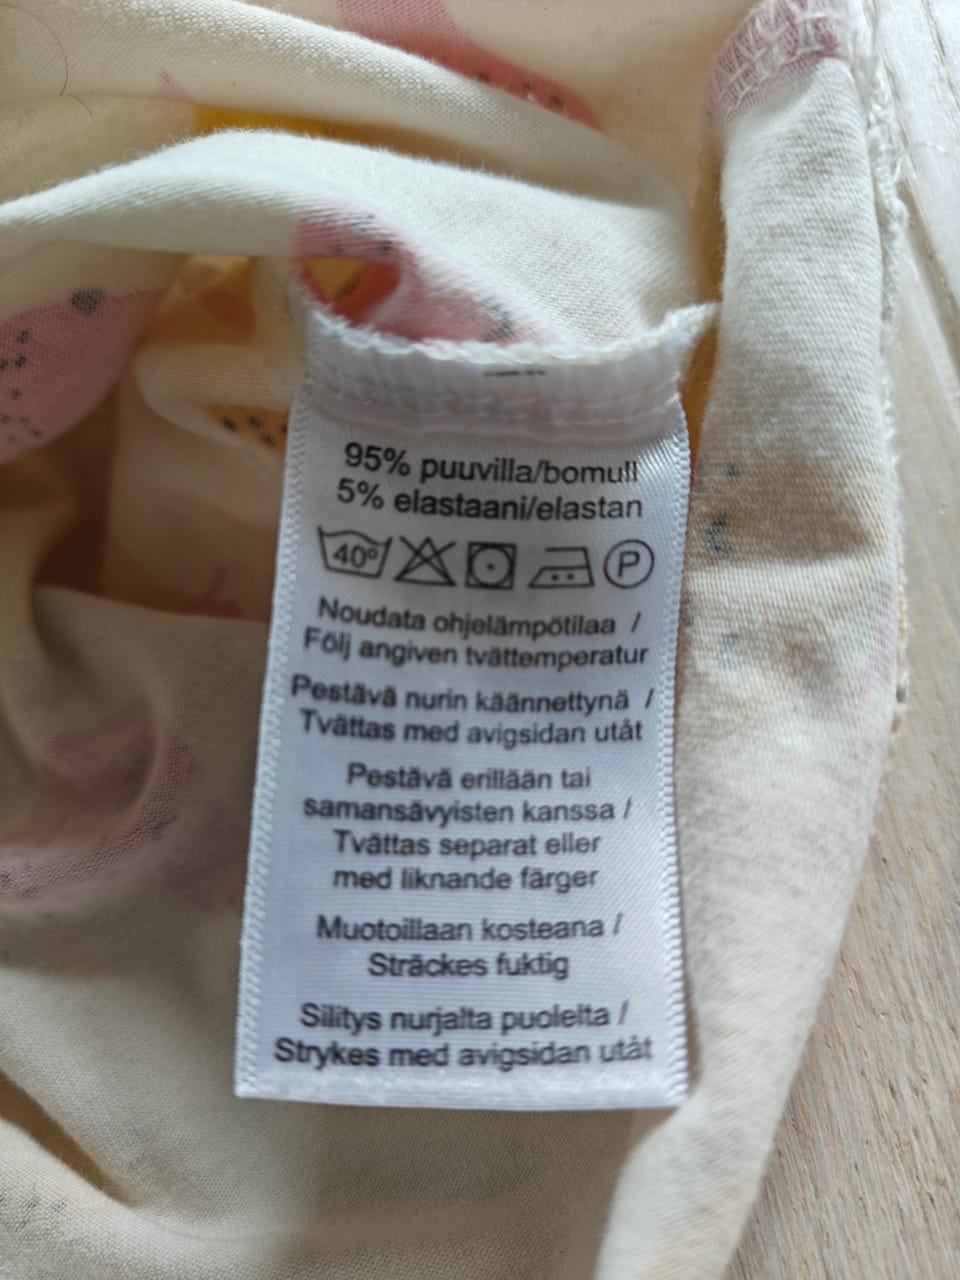 95% puuvilla/bomull
5% elastaani/elastan
40º P
Noudata ohjelämpötilaa /
Följ angiven tvättemperatur
Pestävä nurin käännettynä /
Tvättas med avigsidan utåt
Pestävä erillään tai
samansävyisten kanssa /
Tvättas separat eller
med liknande färger
Muotoillaan kosteana /
Sträckes fuktig
Silitys nurjalta puolelta /
Strykes med avigsidan utåt